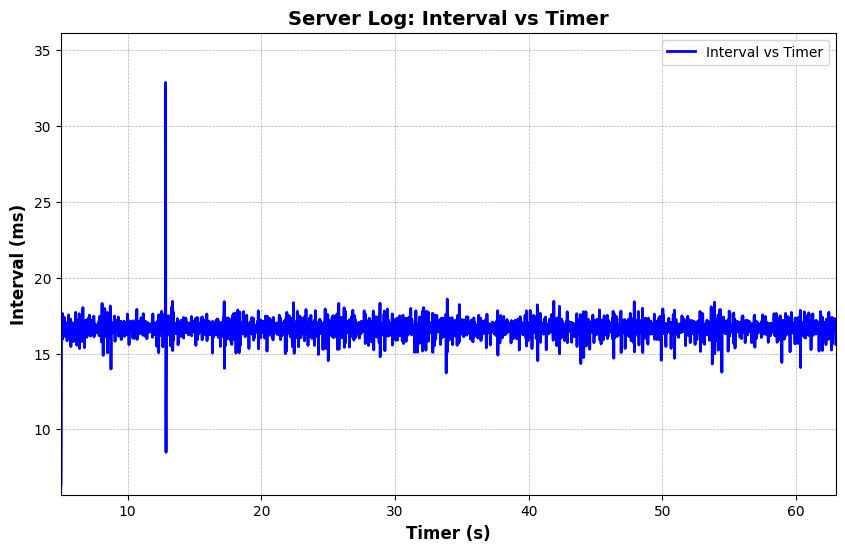 Server Log: Interval vs Timer
Interval vs Timer
35
30
25
20
15
10
Interval (ms)
10 20 30 40 50 60
Timer (s)